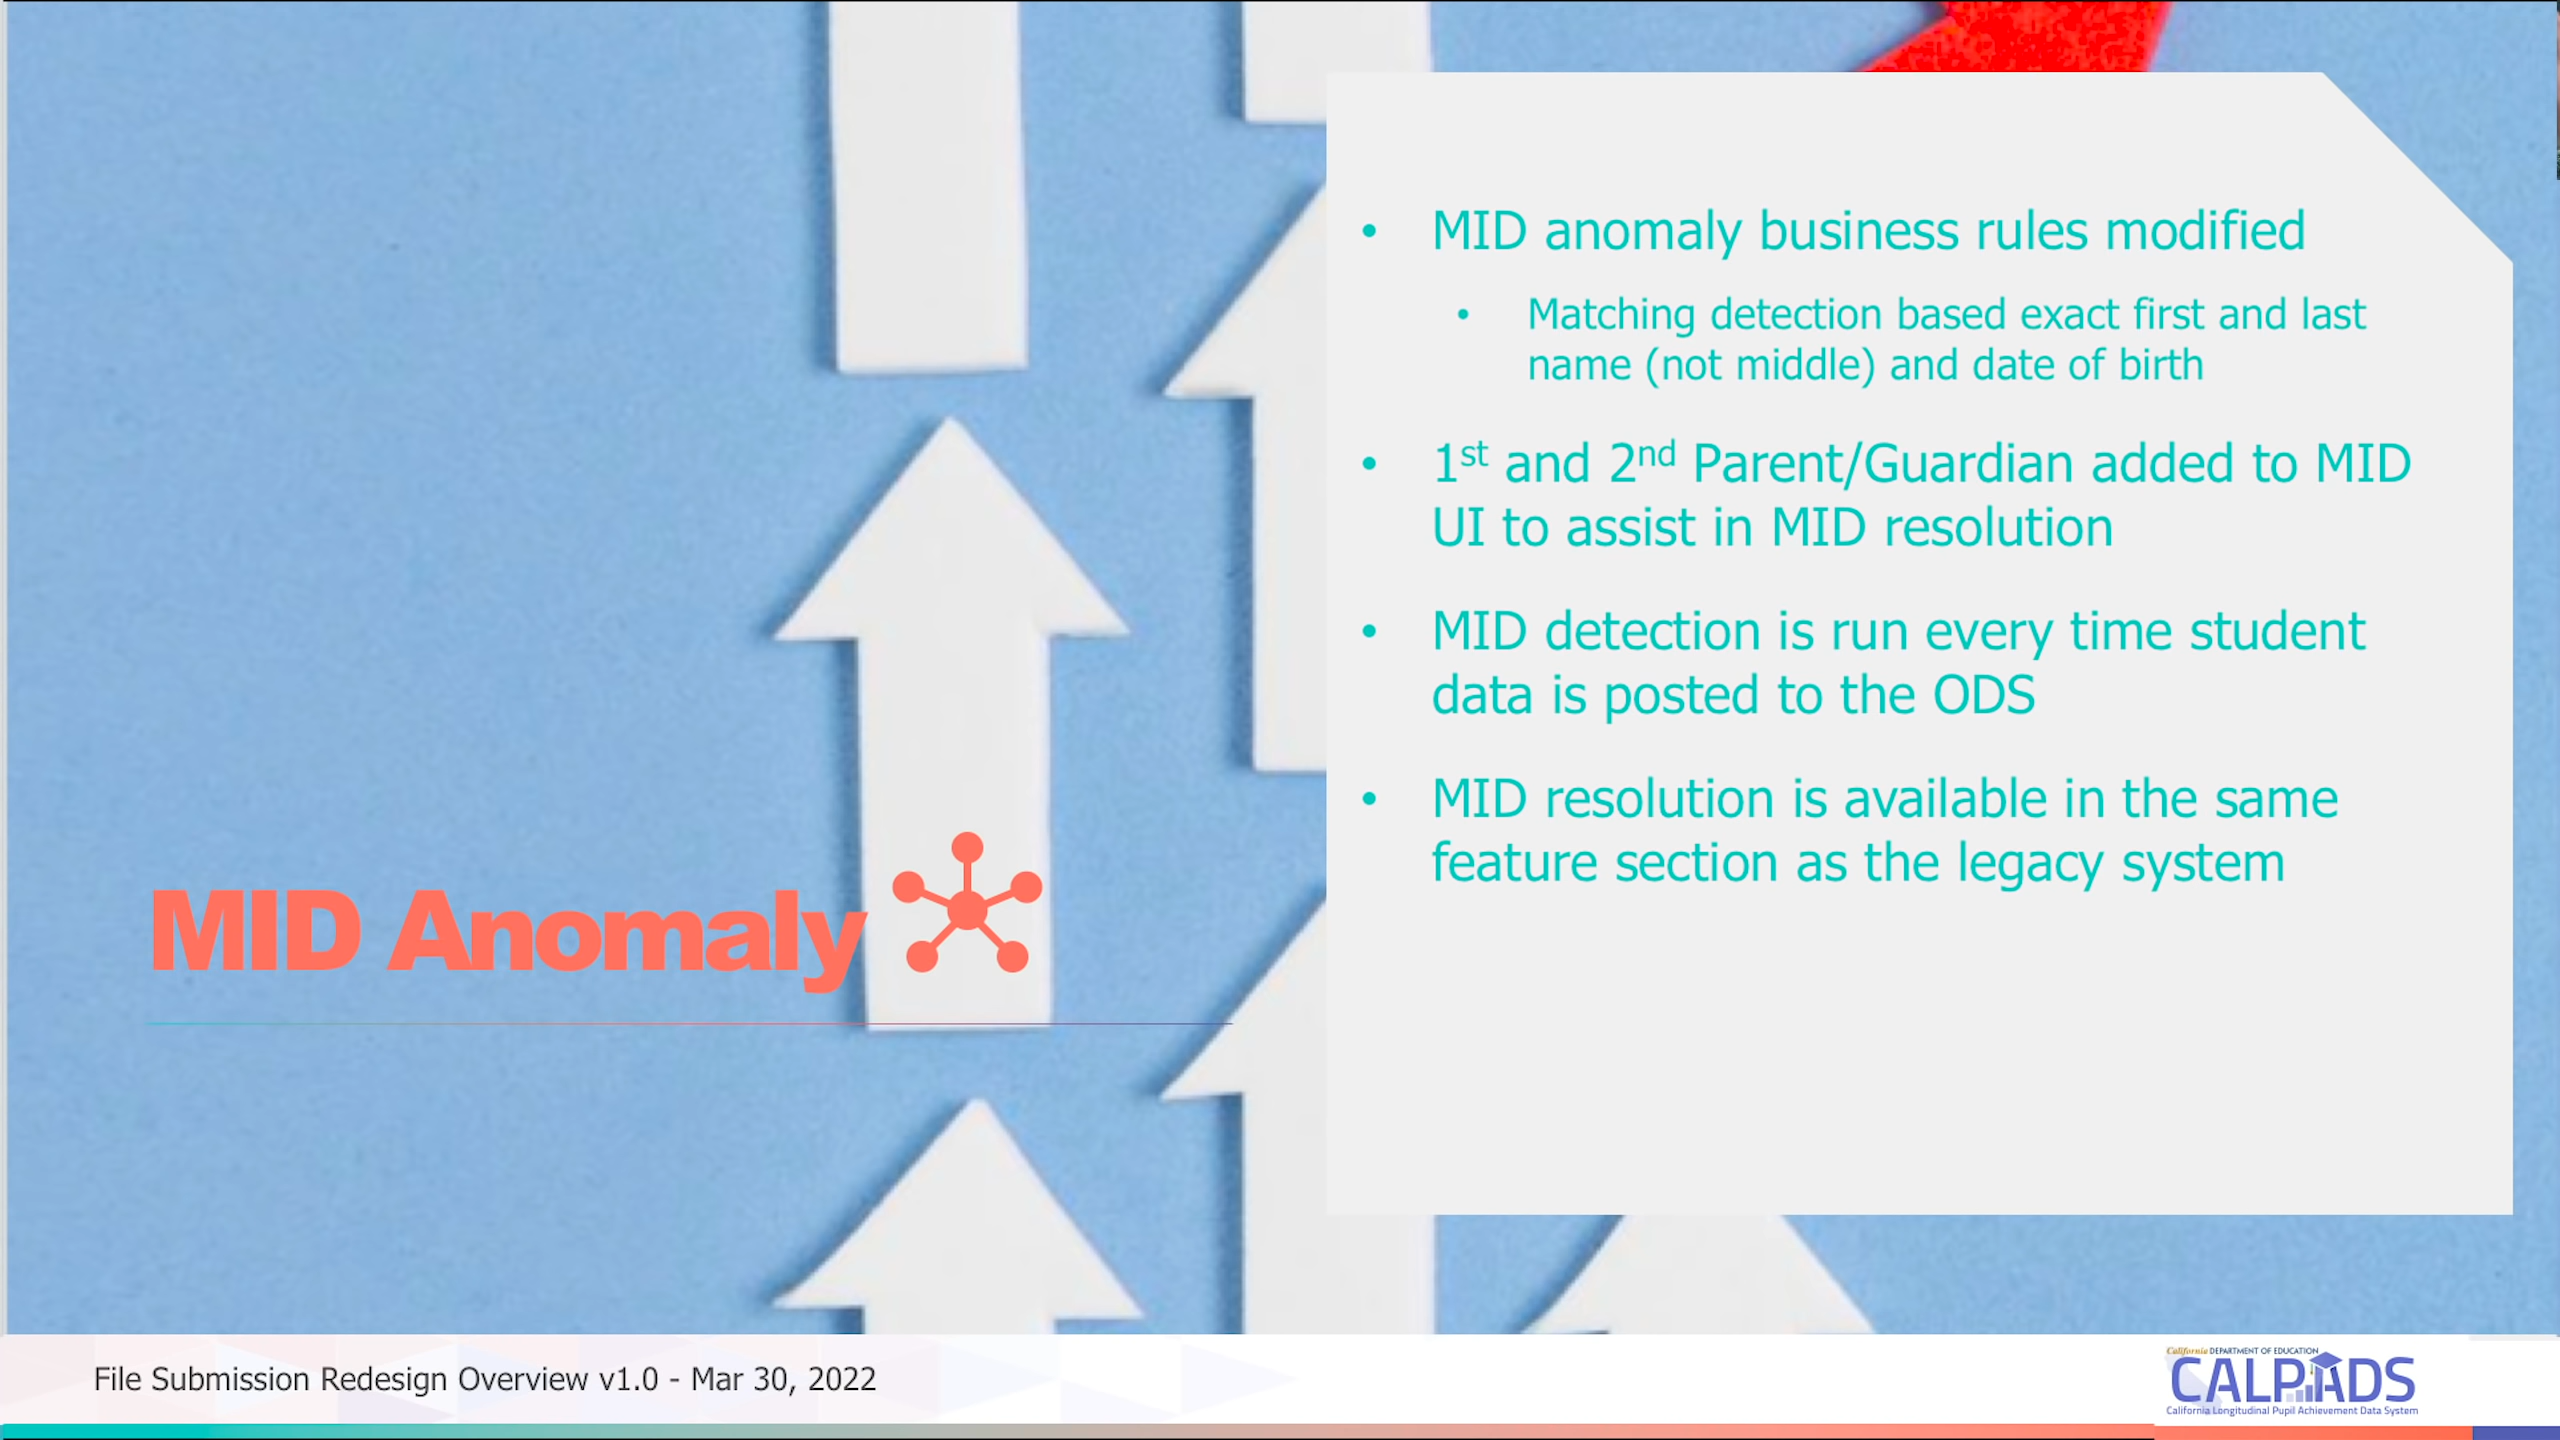 • MID anomaly business rules modified
• Matching detection based exact first and last
name (not middle) and date of birth
• 1st and 2nd Parent/Guardian added to MID
UI to assist in MID resolution
• MID detection is run every time student
data is posted to the ODS
• MID resolution is available in the same
feature section as the legacy system
MID Anomaly
File Submission Redesign Overview v1.0 - Mar 30, 2022
California DEPARTMENT OF EDUCATION
CALPADS
California Longitudinal Pupil Achievement Data System